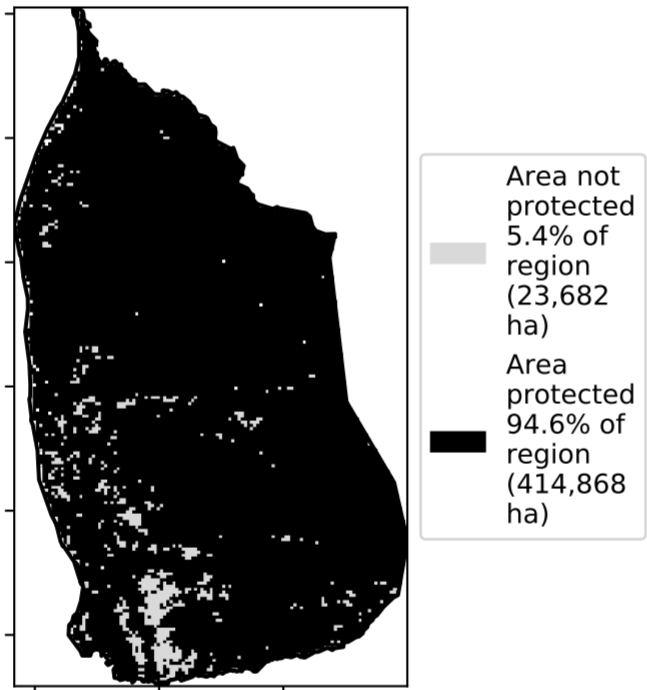 Area not
protected
5.4% of
region
(23,682
ha)
Area
protected
94.6% of
region
(414,868
ha)